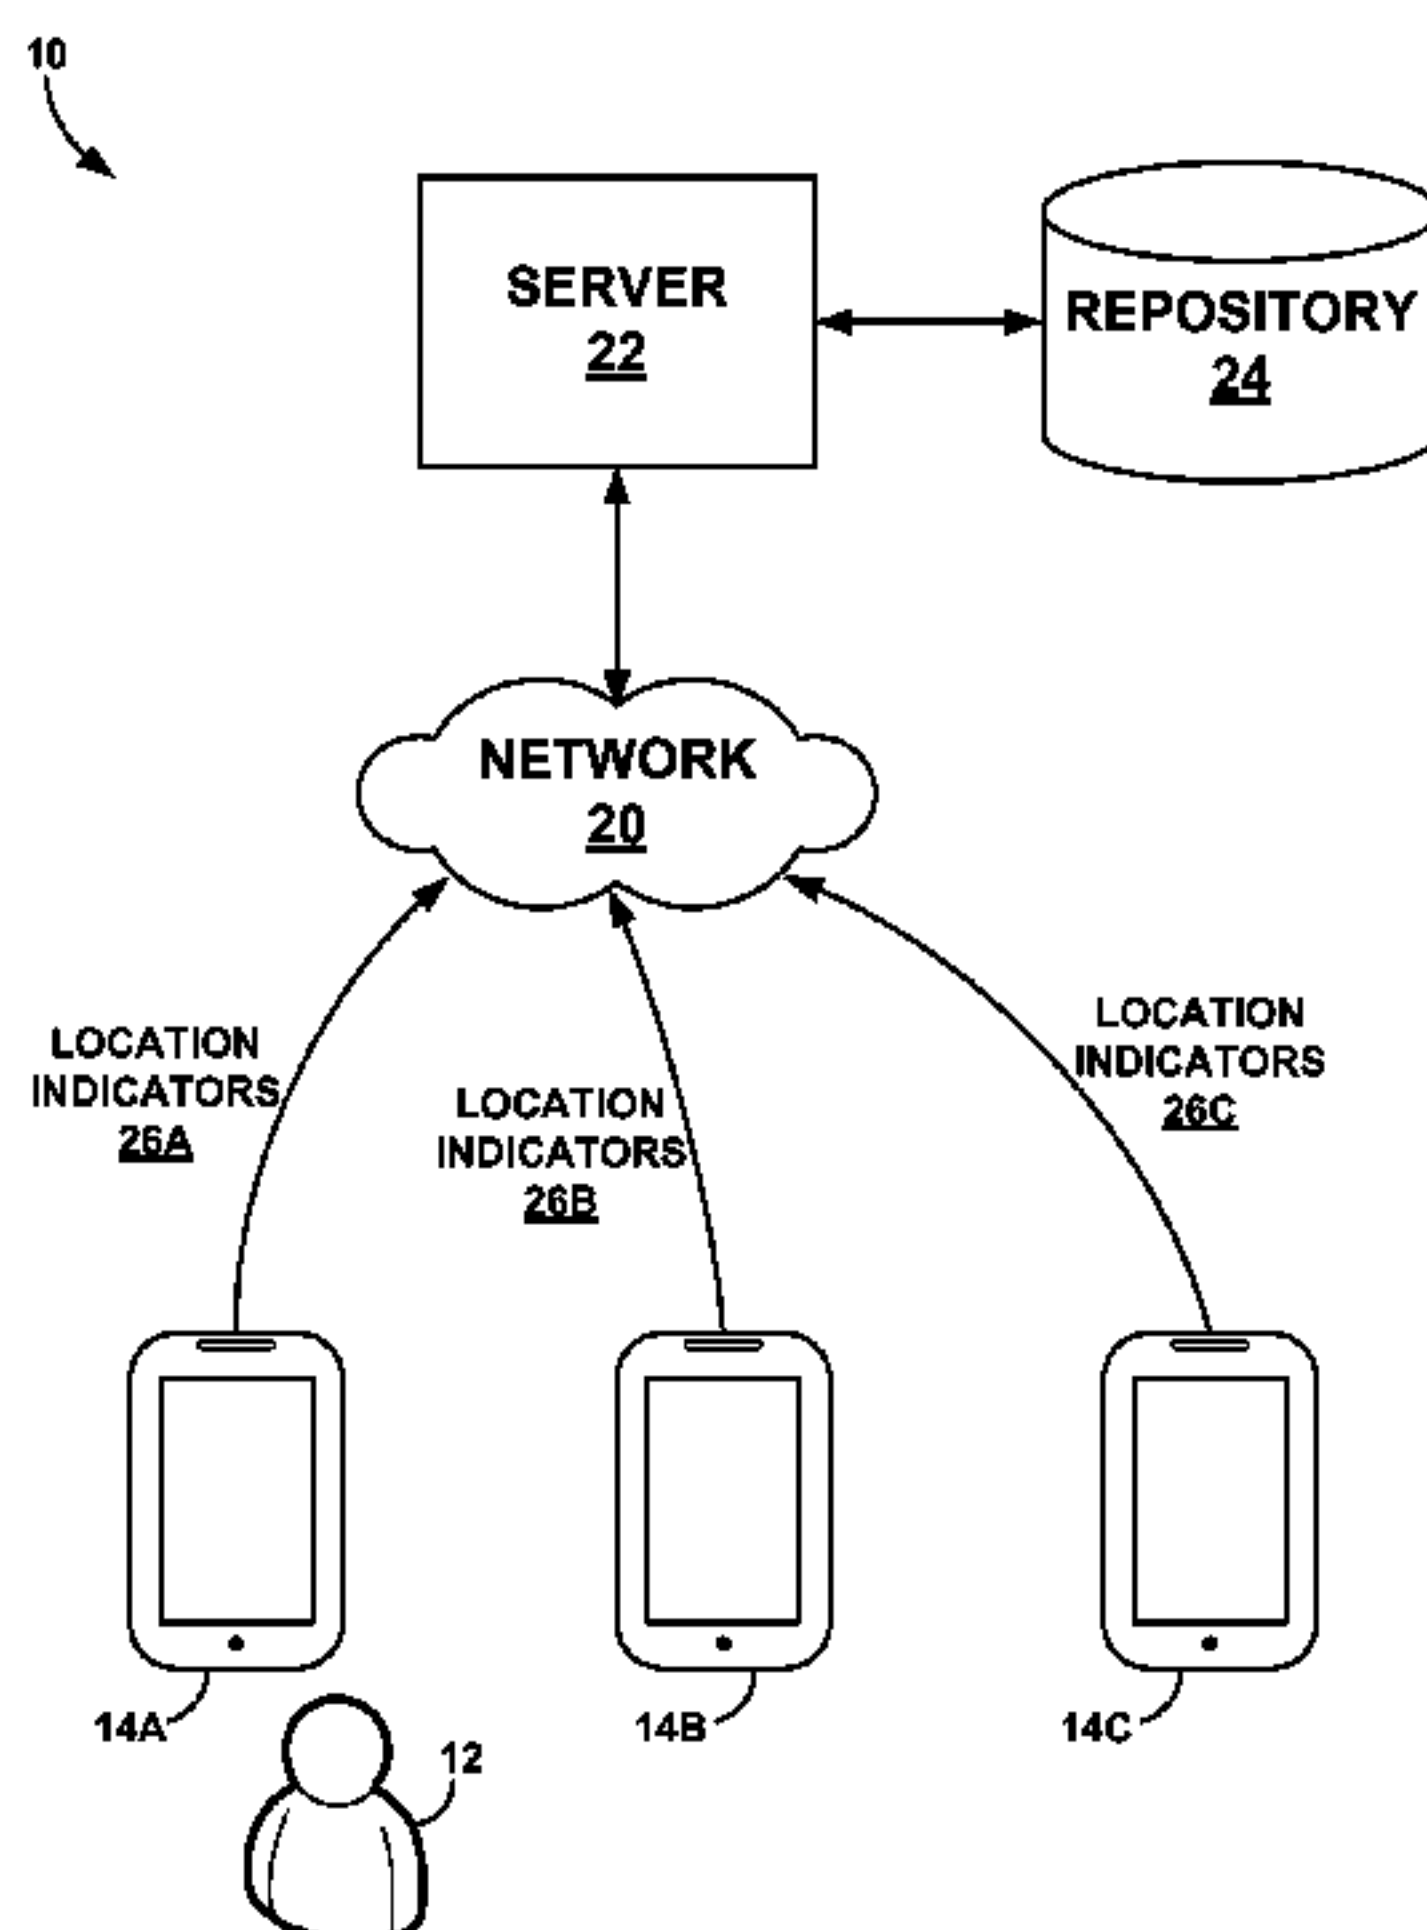 10
SERVER
22
REPOSITORY
24
NETWORK
20
LOCATION
INDICATORS
26A
LOCATION
INDICATORS
26B
LOCATION
INDICATORS
26C
14A
14B
14C
12